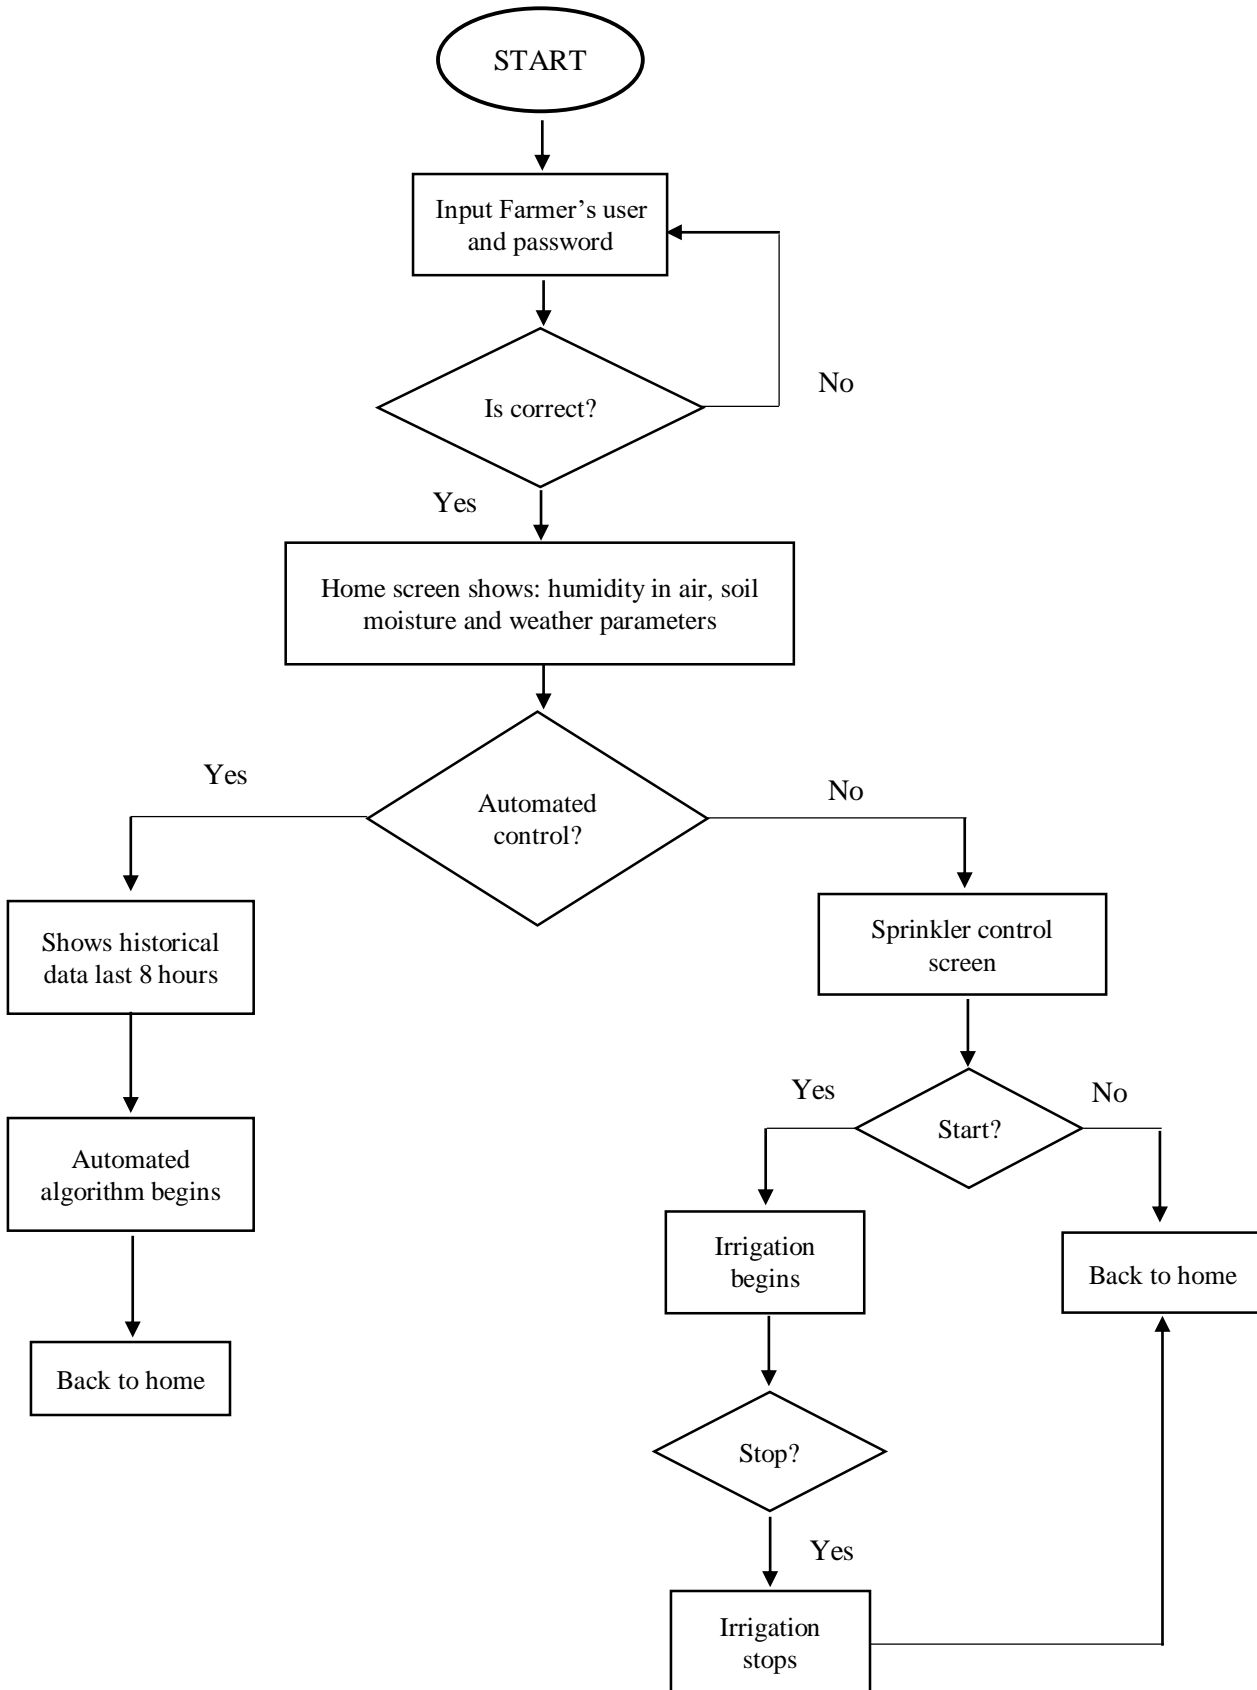 START
Input Farmer’s user
and password
No
Is correct?
Yes
Home screen shows: humidity in air, soil
moisture and weather parameters
Yes
No
Automated
control?
Shows historical
data last 8 hours
Sprinkler control
screen
Yes
No
Start?
Automated
algorithm begins
Irrigation
begins
Back to home
Back to home
Stop?
Yes
Irrigation
stops